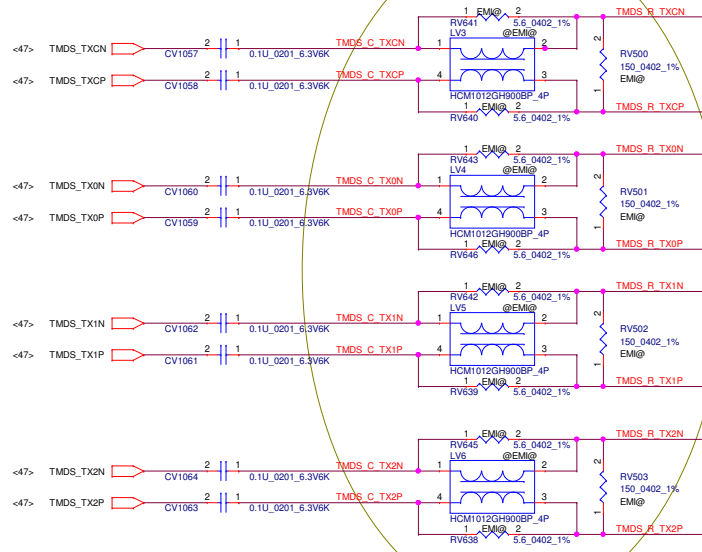 1 EMI@ 2 TMDS_R_TXCN
RV641 5.6_0402_1%
LV3 @EMI@
<47> TMDS_TXCN 2 1 TMDS_C_TXCN 1 2 2
CV1057 0.1U_0201_6.3V6K
RV500
150_0402_1%
EMI@
<47> TMDS_TXCP 2 1 TMDS_C_TXCP 4 3 1
CV1058 0.1U_0201_6.3V6K
HCM1012GH900BP_4P
1 EMI@ 2 TMDS_R_TXCP
RV640 5.6_0402_1%
1 EMI@ 2 TMDS_R_TX0N
RV643 5.6_0402_1%
LV4 @EMI@
<47> TMDS_TX0N 2 1 TMDS_C_TX0N 1 2 2
CV1060 0.1U_0201_6.3V6K
RV501
150_0402_1%
EMI@
<47> TMDS_TX0P 2 1 TMDS_C_TX0P 4 3 1
CV1059 0.1U_0201_6.3V6K
HCM1012GH900BP_4P
1 EMI@ 2 TMDS_R_TX0P
RV646 5.6_0402_1%
1 EMI@ 2 TMDS_R_TX1N
RV642 5.6_0402_1%
LV5 @EMI@
<47> TMDS_TX1N 2 1 TMDS_C_TX1N 1 2 2
CV1062 0.1U_0201_6.3V6K
RV502
150_0402_1%
EMI@
<47> TMDS_TX1P 2 1 TMDS_C_TX1P 4 3 1
CV1061 0.1U_0201_6.3V6K
HCM1012GH900BP_4P
1 EMI@ 2 TMDS_R_TX1P
RV639 5.6_0402_1%
1 EMI@ 2 TMDS_R_TX2N
RV645 5.6_0402_1%
LV6 @EMI@
<47> TMDS_TX2N 2 1 TMDS_C_TX2N 1 2 2
CV1064 0.1U_0201_6.3V6K
RV503
150_0402_1%
EMI@
<47> TMDS_TX2P 2 1 TMDS_C_TX2P 4 3 1
CV1063 0.1U_0201_6.3V6K
HCM1012GH900BP_4P
1 EMI@ 2 TMDS_R_TX2P
RV638 5.6_0402_1%